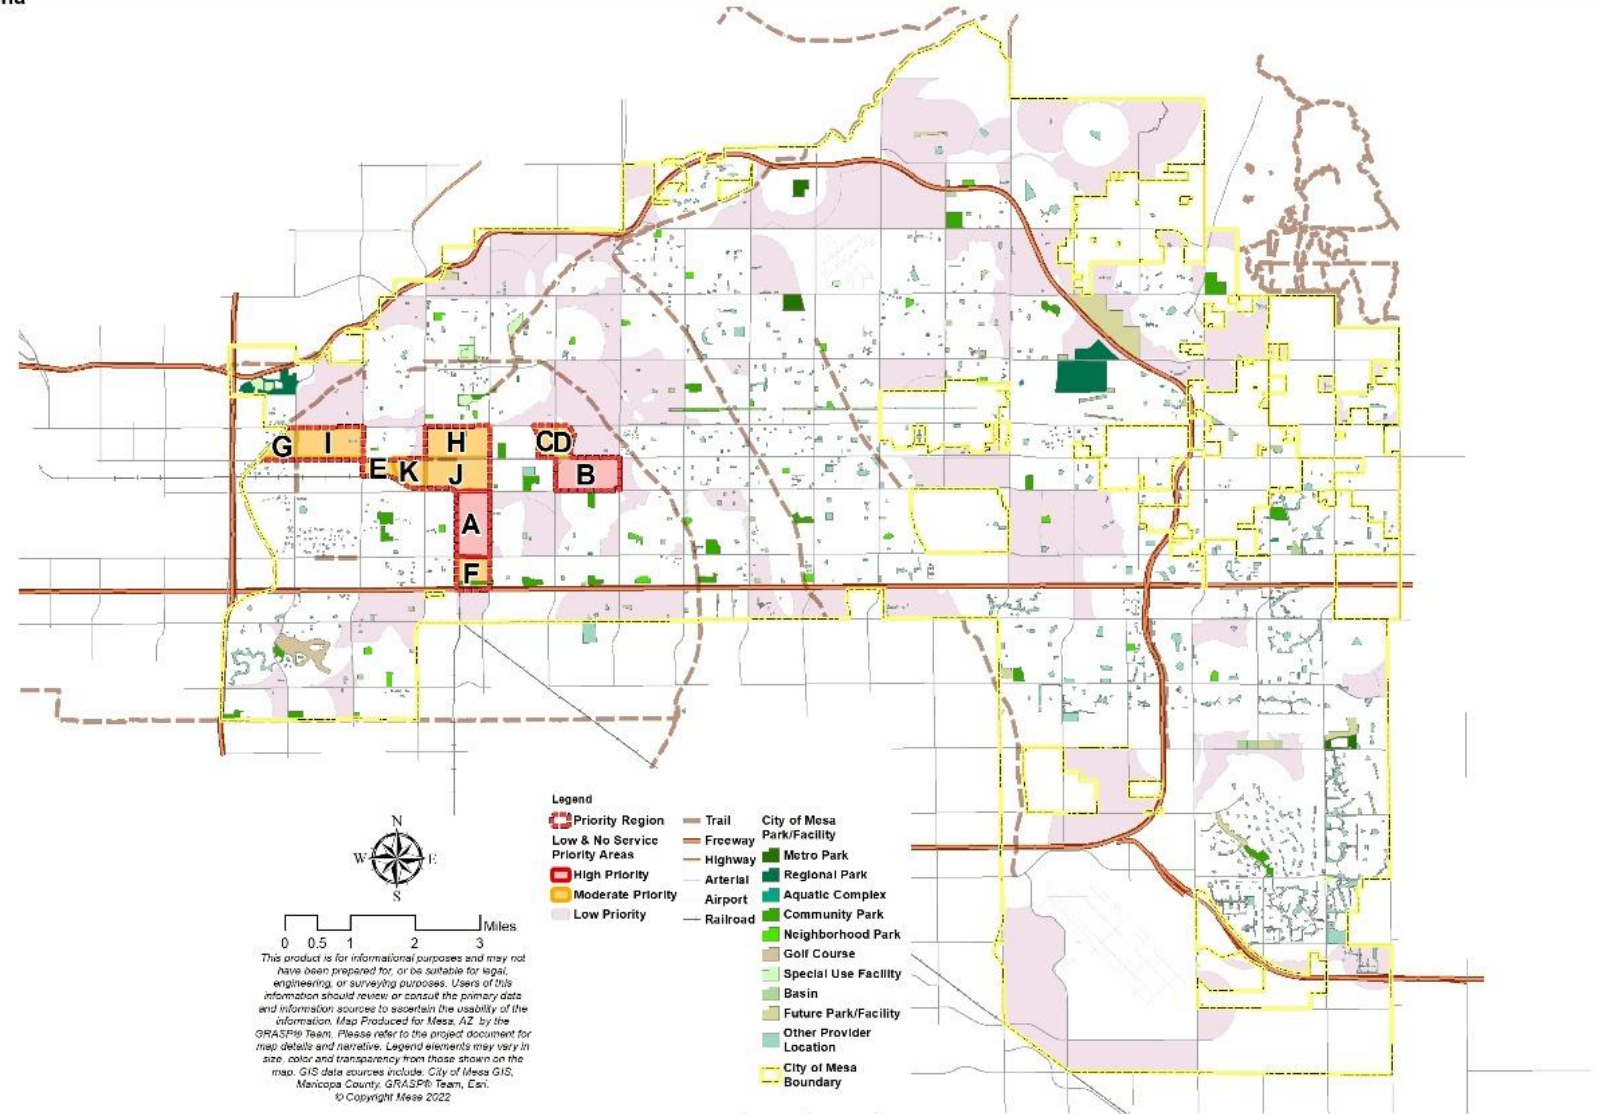 G
I
H
CD
E
K
J
B
A
F
N
W
E
S
0 0.5 1 2 3 Miles
This product is for informational purposes and may not
have been prepared for, or be suitable for legal,
engineering, or surveying purposes. Users of this
information should review or consult the primary data
and information sources to ascertain the usability of the
information. Map Produced for Mesa, AZ by the
GRASP® Team. Please refer to the project document for
map details and narrative. Legend elements may vary in
size, color and transparency from those shown on the
map. GIS data sources include: City of Mesa GIS,
Maricopa County, GRASP® Team, Esri.
© Copyright Mesa 2022
Legend
Priority Region
Low & No Service
Priority Areas
High Priority
Moderate Priority
Low Priority
Trail
Freeway
Highway
Arterial
Airport
Railroad
City of Mesa
Park/Facility
Metro Park
Regional Park
Aquatic Complex
Community Park
Neighborhood Park
Golf Course
Special Use Facility
Basin
Future Park/Facility
Other Provider
Location
City of Mesa
Boundary